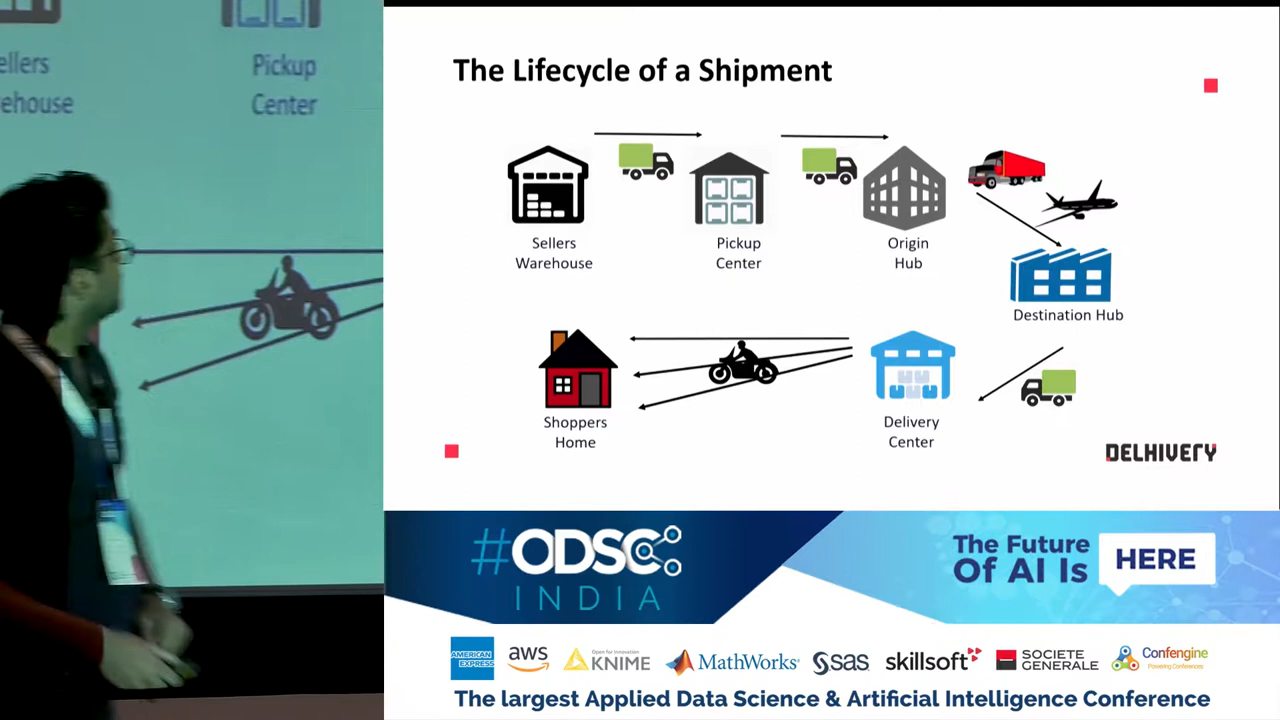 ellers
ehouse
Pickup
Center
The Lifecycle of a Shipment
Sellers
Warehouse
Pickup
Center
Origin
Hub
Destination Hub
Shoppers
Home
Delivery
Center
DELHIVERY
#ODSC
INDIA
The Future
Of AI Is
HERE
AMERICAN
EXPRESS
aws
Open for Innovation
KNIME
MathWorks
sas
skillsoft
SOCIETE
GENERALE
Confengine
Powering Conferences
The largest Applied Data Science & Artificial Intelligence Conference